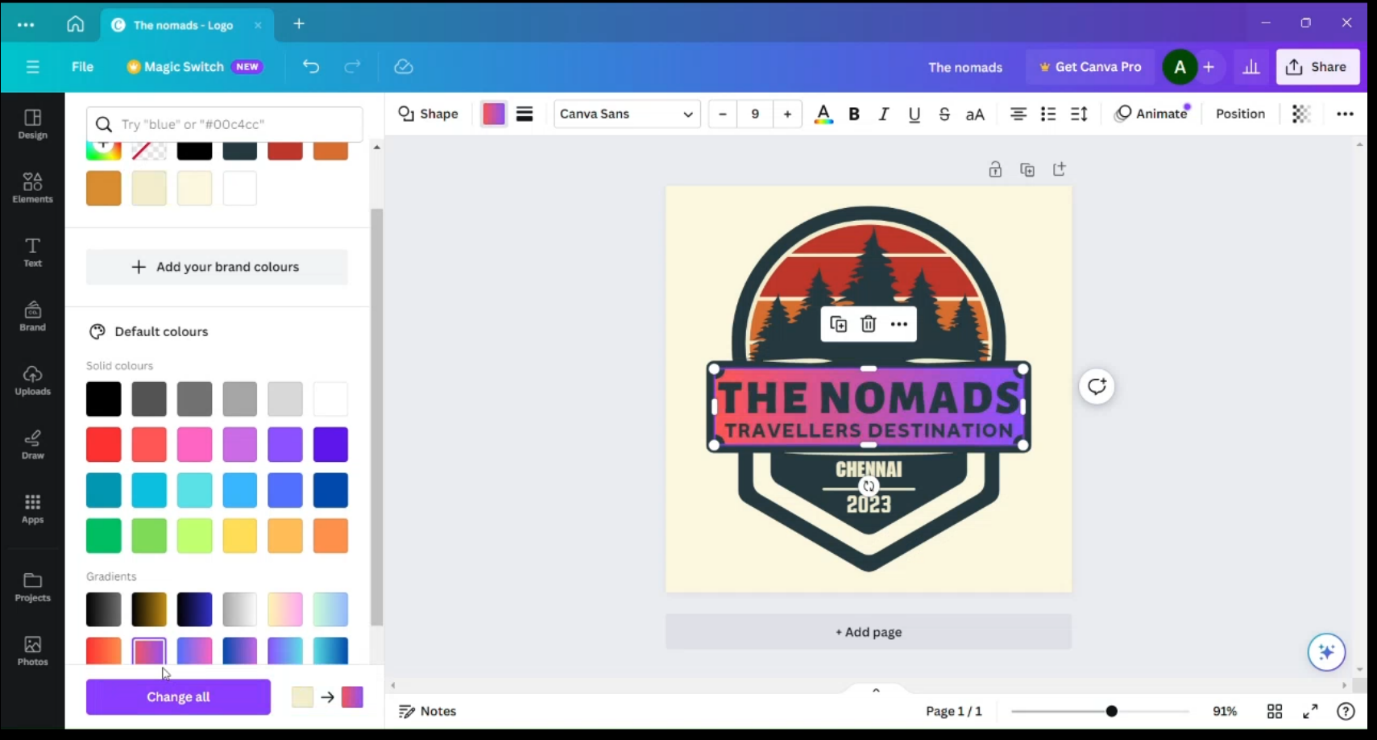 The nomads - Logo
File
Magic Switch NEW
The nomads
Get Canva Pro
A
Share
Try "blue" or "#00c4cc"
Shape
Canva Sans
9
A B I U S aA
Animate
Position
Design
Elements
Text
Brand
Uploads
Draw
Apps
Projects
Photos
Add your brand colours
Default colours
Solid colours
Gradients
Change all
THE NOMADS
TRAVELLERS DESTINATION
CHENNAI
2023
+ Add page
Notes
Page 1 / 1
91%